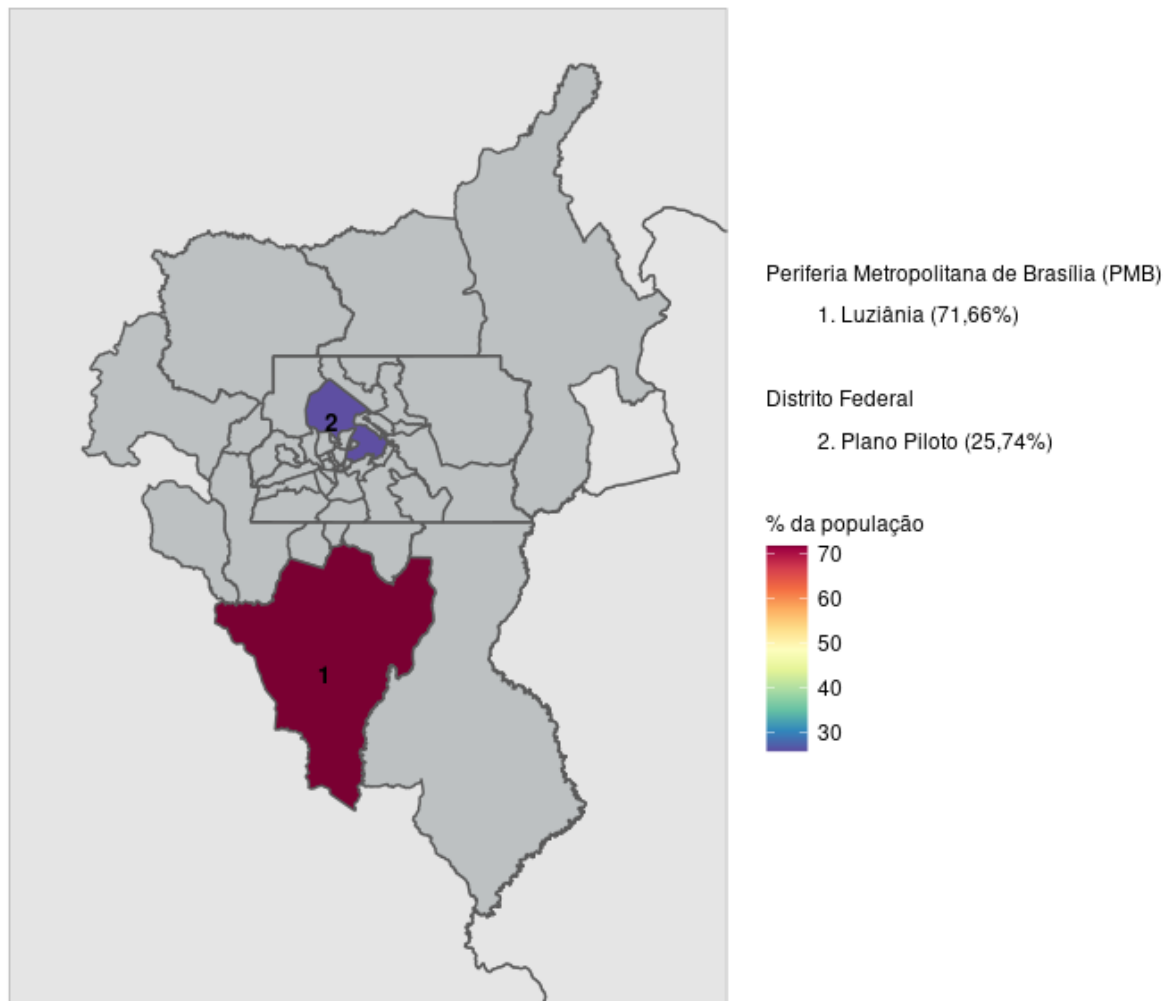 Periferia Metropolitana de Brasília (PMB)
1. Luziânia (71,66%)
Distrito Federal
2. Plano Piloto (25,74%)
% da população
70
60
50
40
30
2
1